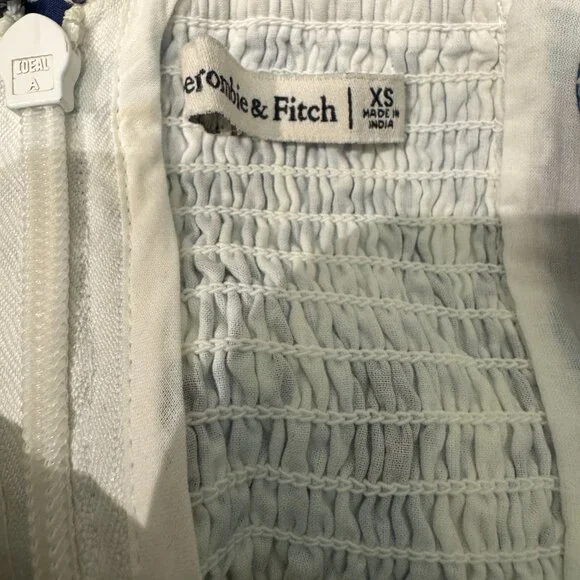 IDEAL
A
ercrombie & Fitch
XS
MADE IN
INDIA